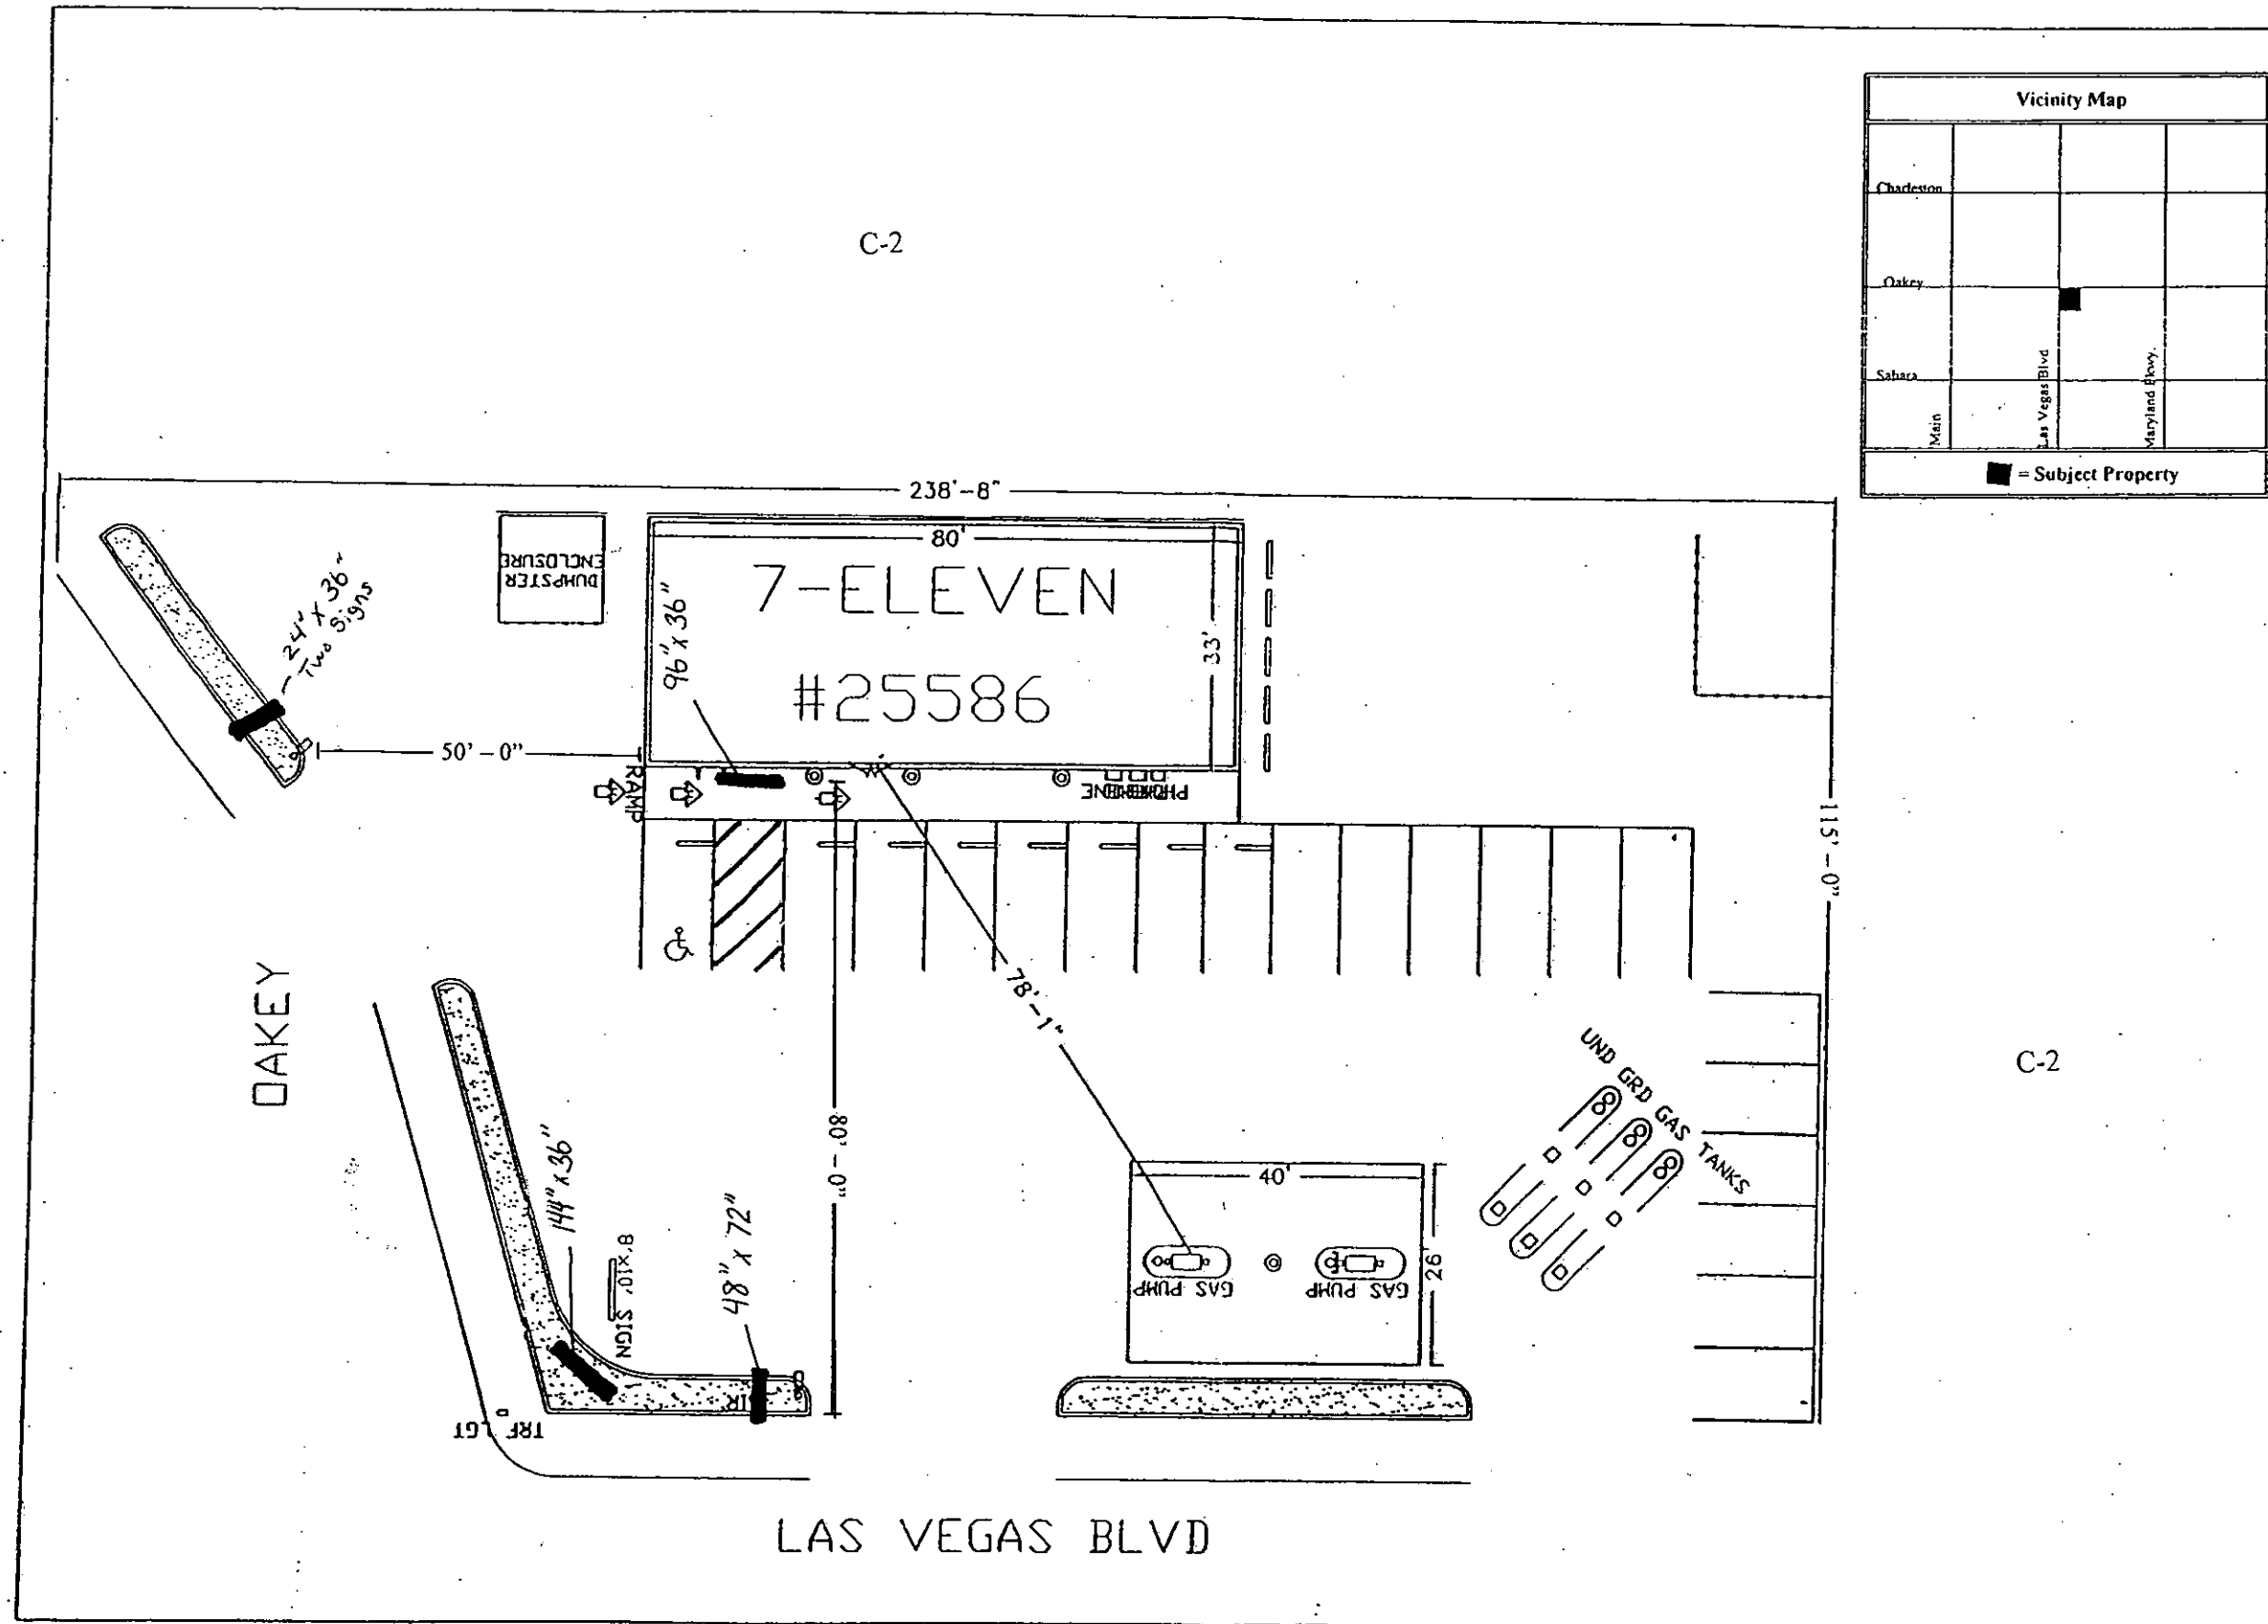 Vicinity Map
Charleston
Oakey
Sahara
Main
Las Vegas Blvd
Maryland Pkwy.
= Subject Property
C-2
238'-8"
80'
DUMPSTER
ENCLOSURE
7-ELEVEN
#25586
33'
96" x 36"
24" x 36"
Two Signs
50'-0"
RAMP
PHONE
115'-0"
78'-1"
80'-0"
OAKEY
C-2
UND GRD GAS TANKS
40'
26'
GAS PUMP
GAS PUMP
144" x 36"
8'x10' SIGN
48" x 72"
TRF LGT
LAS VEGAS BLVD